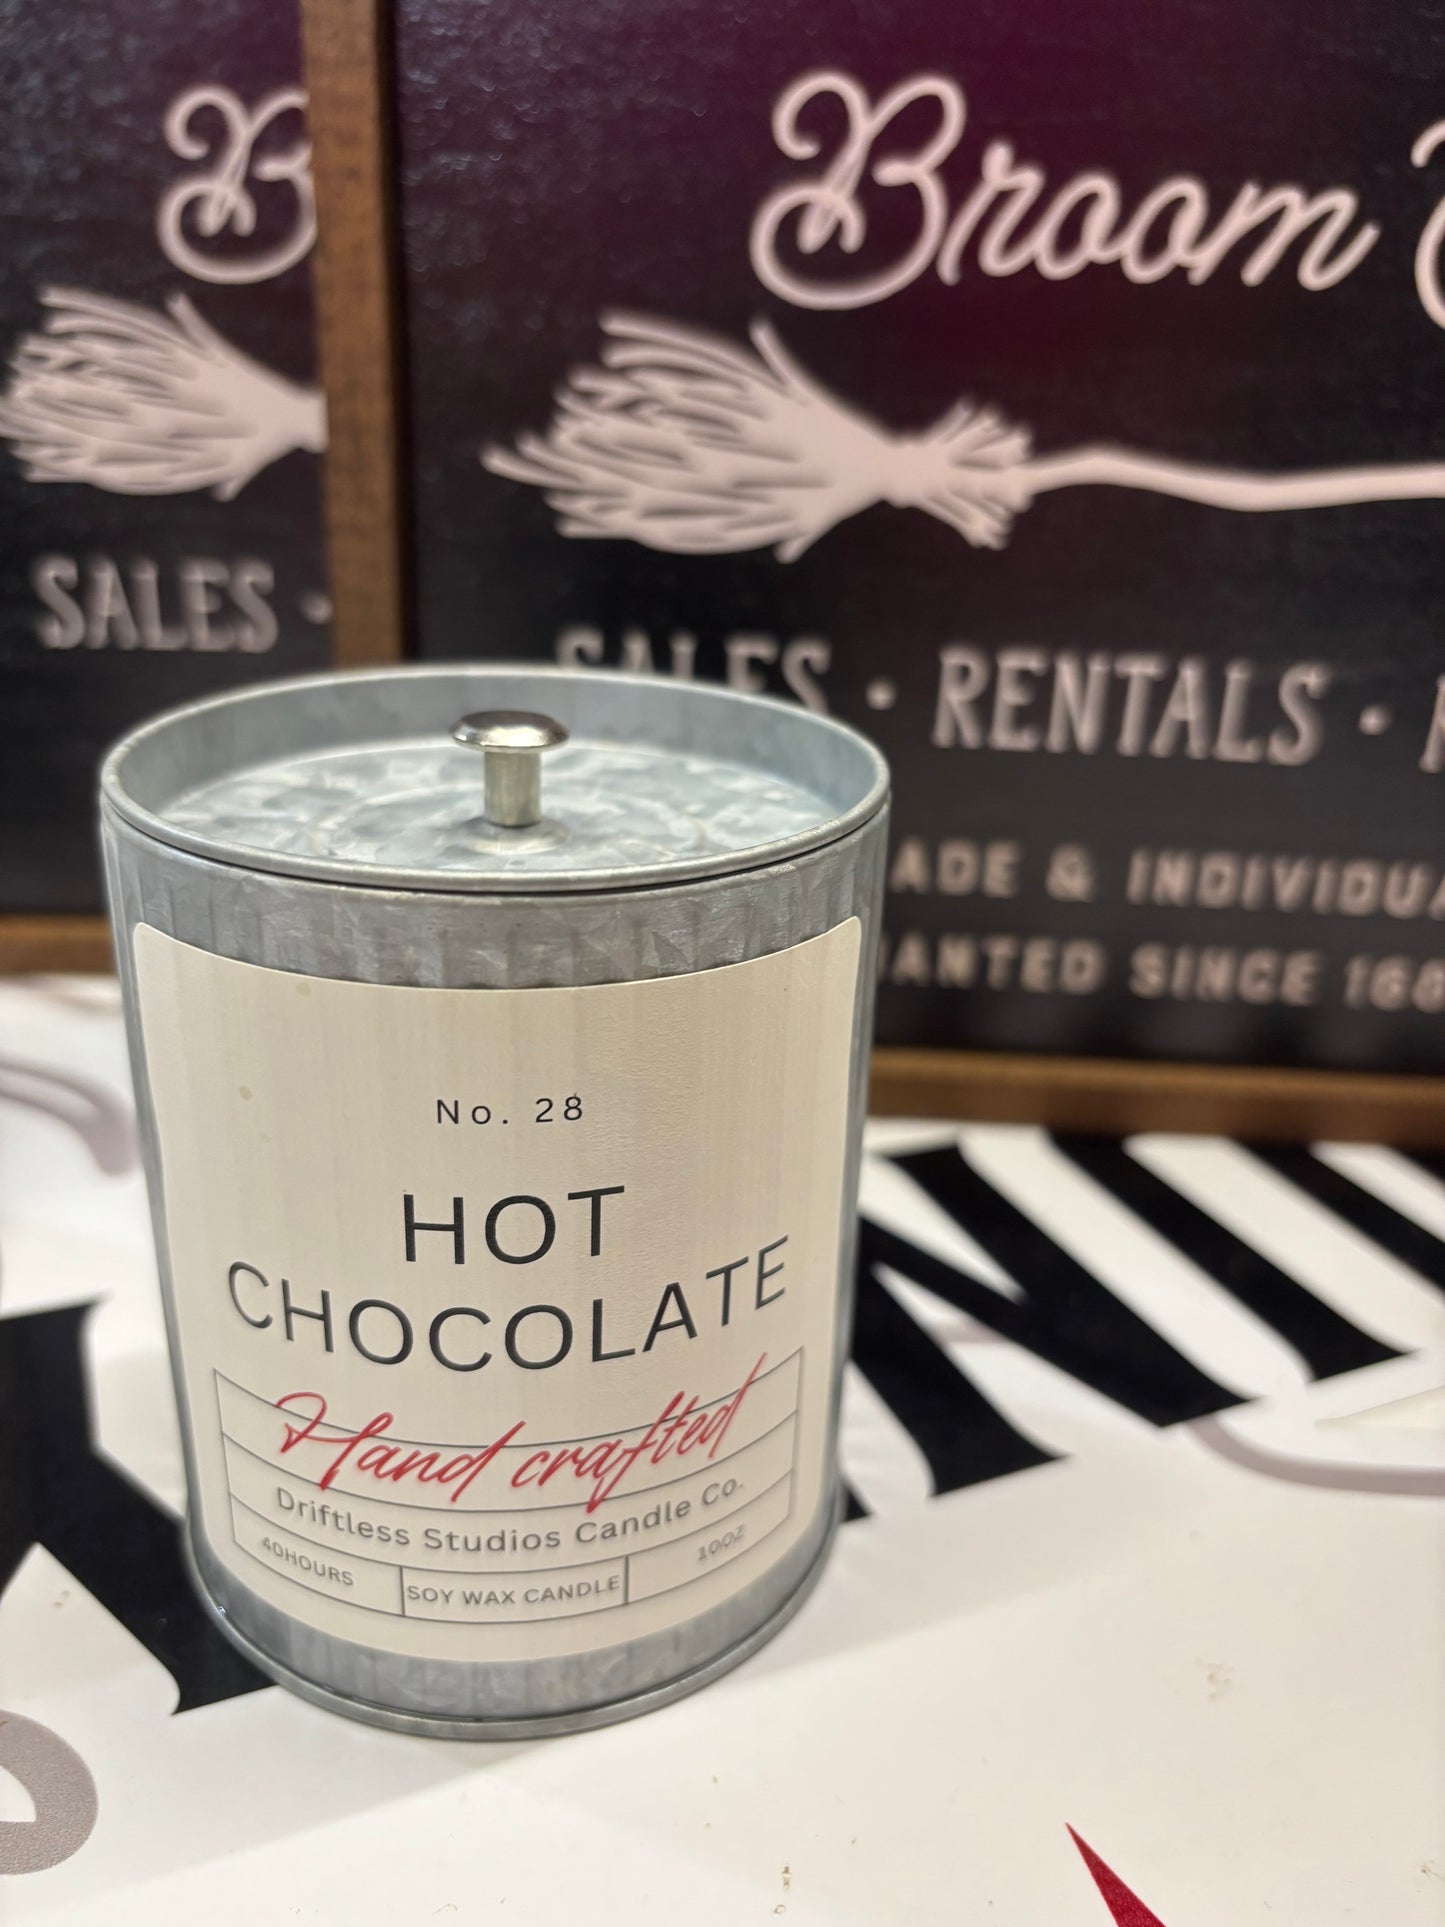 B
Broom
SALES ·
SALES · RENTALS ·
ADE & INDIVIDUA
ANTED SINCE 168
No. 28
HOT
CHOCOLATE
Hand crafted
Driftless Studios Candle Co.
40HOURS SOY WAX CANDLE 10OZ